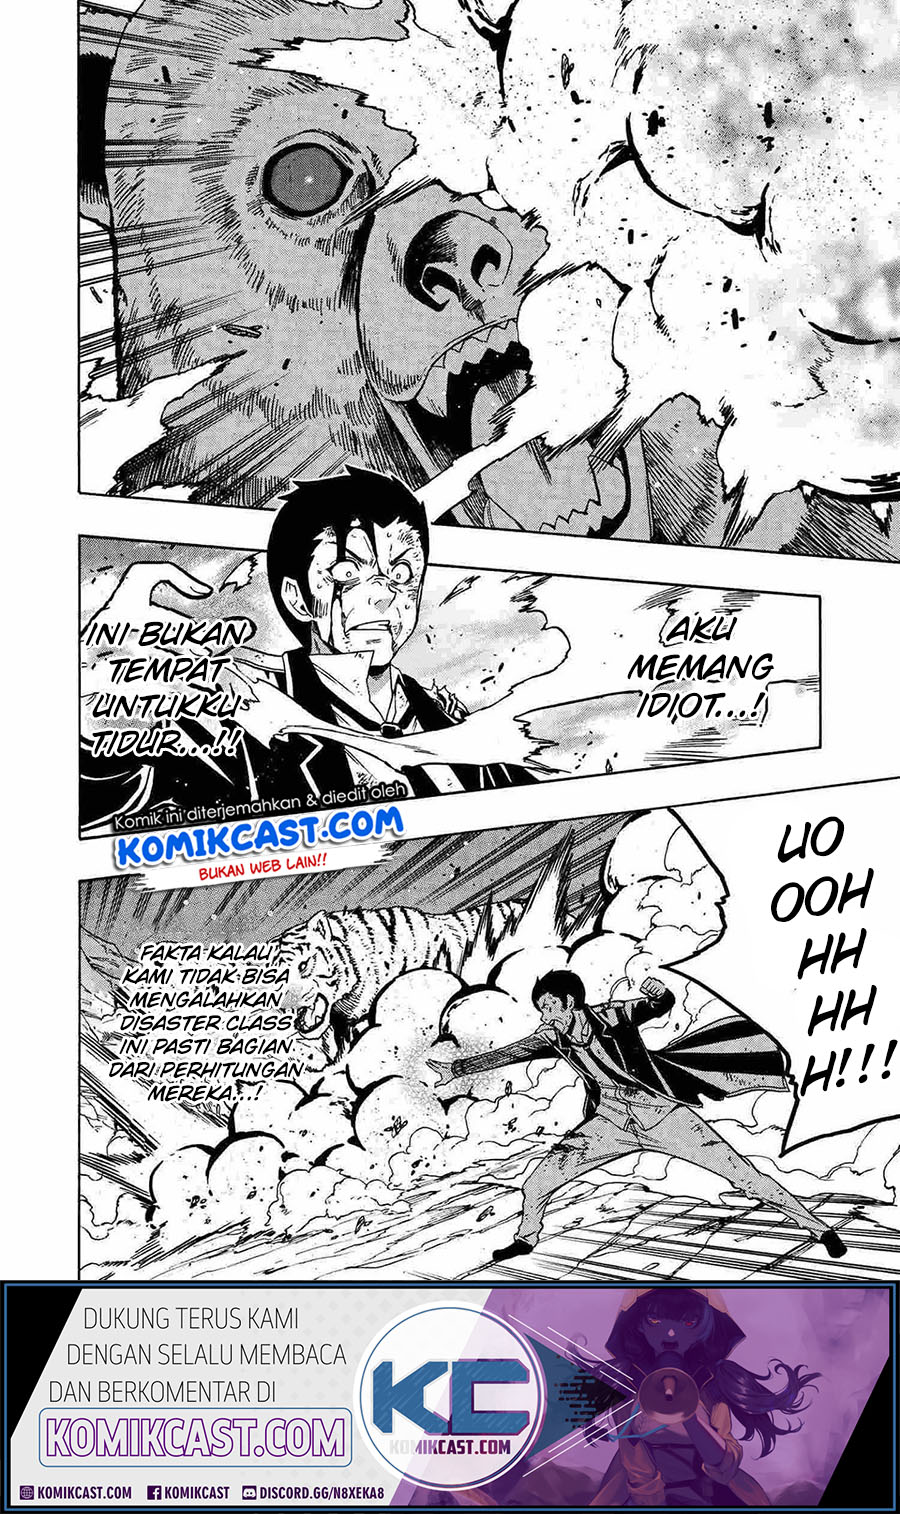 AKU
MEMANG
IDIOT....!
INI BUKAN
TEMPAT
UNTUKKU
TIDUR....!!
Komik ini diterjemahkan & diedit oleh
KOMIKCAST.COM
BUKAN WEB LAIN!!
UO
OOH
HH
HH
H!!!
FAKTA KALAU
KAMI TIDAK BISA
MENGALAHKAN
DISASTER CLASS
INI PASTI BAGIAN
DARI PERHITUNGAN
MEREKA...!
DUKUNG TERUS KAMI
DENGAN SELALU MEMBACA
DAN BERKOMENTAR DI
KOMIKCAST.COM
KC
KOMIKCAST.COM
KOMIKCAST.COM KOMIKCAST DISCORD.GG/N8XEKA8